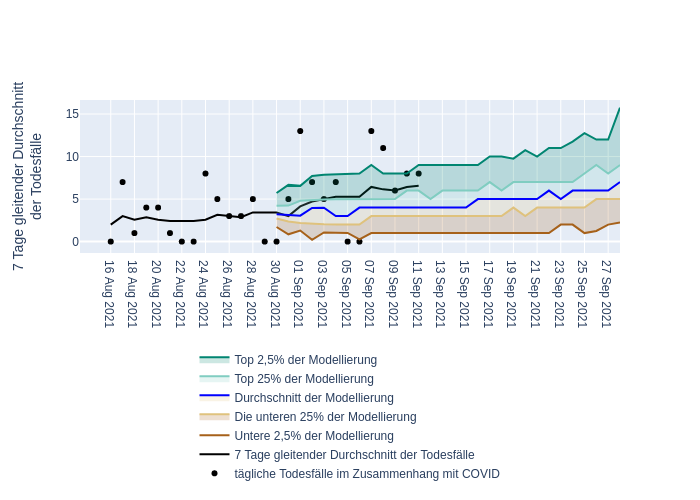 7 Tage gleitender Durchschnitt
der Todesfälle
15
10
5
0
16 Aug 2021
18 Aug 2021
20 Aug 2021
22 Aug 2021
24 Aug 2021
26 Aug 2021
28 Aug 2021
30 Aug 2021
01 Sep 2021
03 Sep 2021
05 Sep 2021
07 Sep 2021
09 Sep 2021
11 Sep 2021
13 Sep 2021
15 Sep 2021
17 Sep 2021
19 Sep 2021
21 Sep 2021
23 Sep 2021
25 Sep 2021
27 Sep 2021
Top 2,5% der Modellierung
Top 25% der Modellierung
Durchschnitt der Modellierung
Die unteren 25% der Modellierung
Untere 2,5% der Modellierung
7 Tage gleitender Durchschnitt der Todesfälle
tägliche Todesfälle im Zusammenhang mit COVID